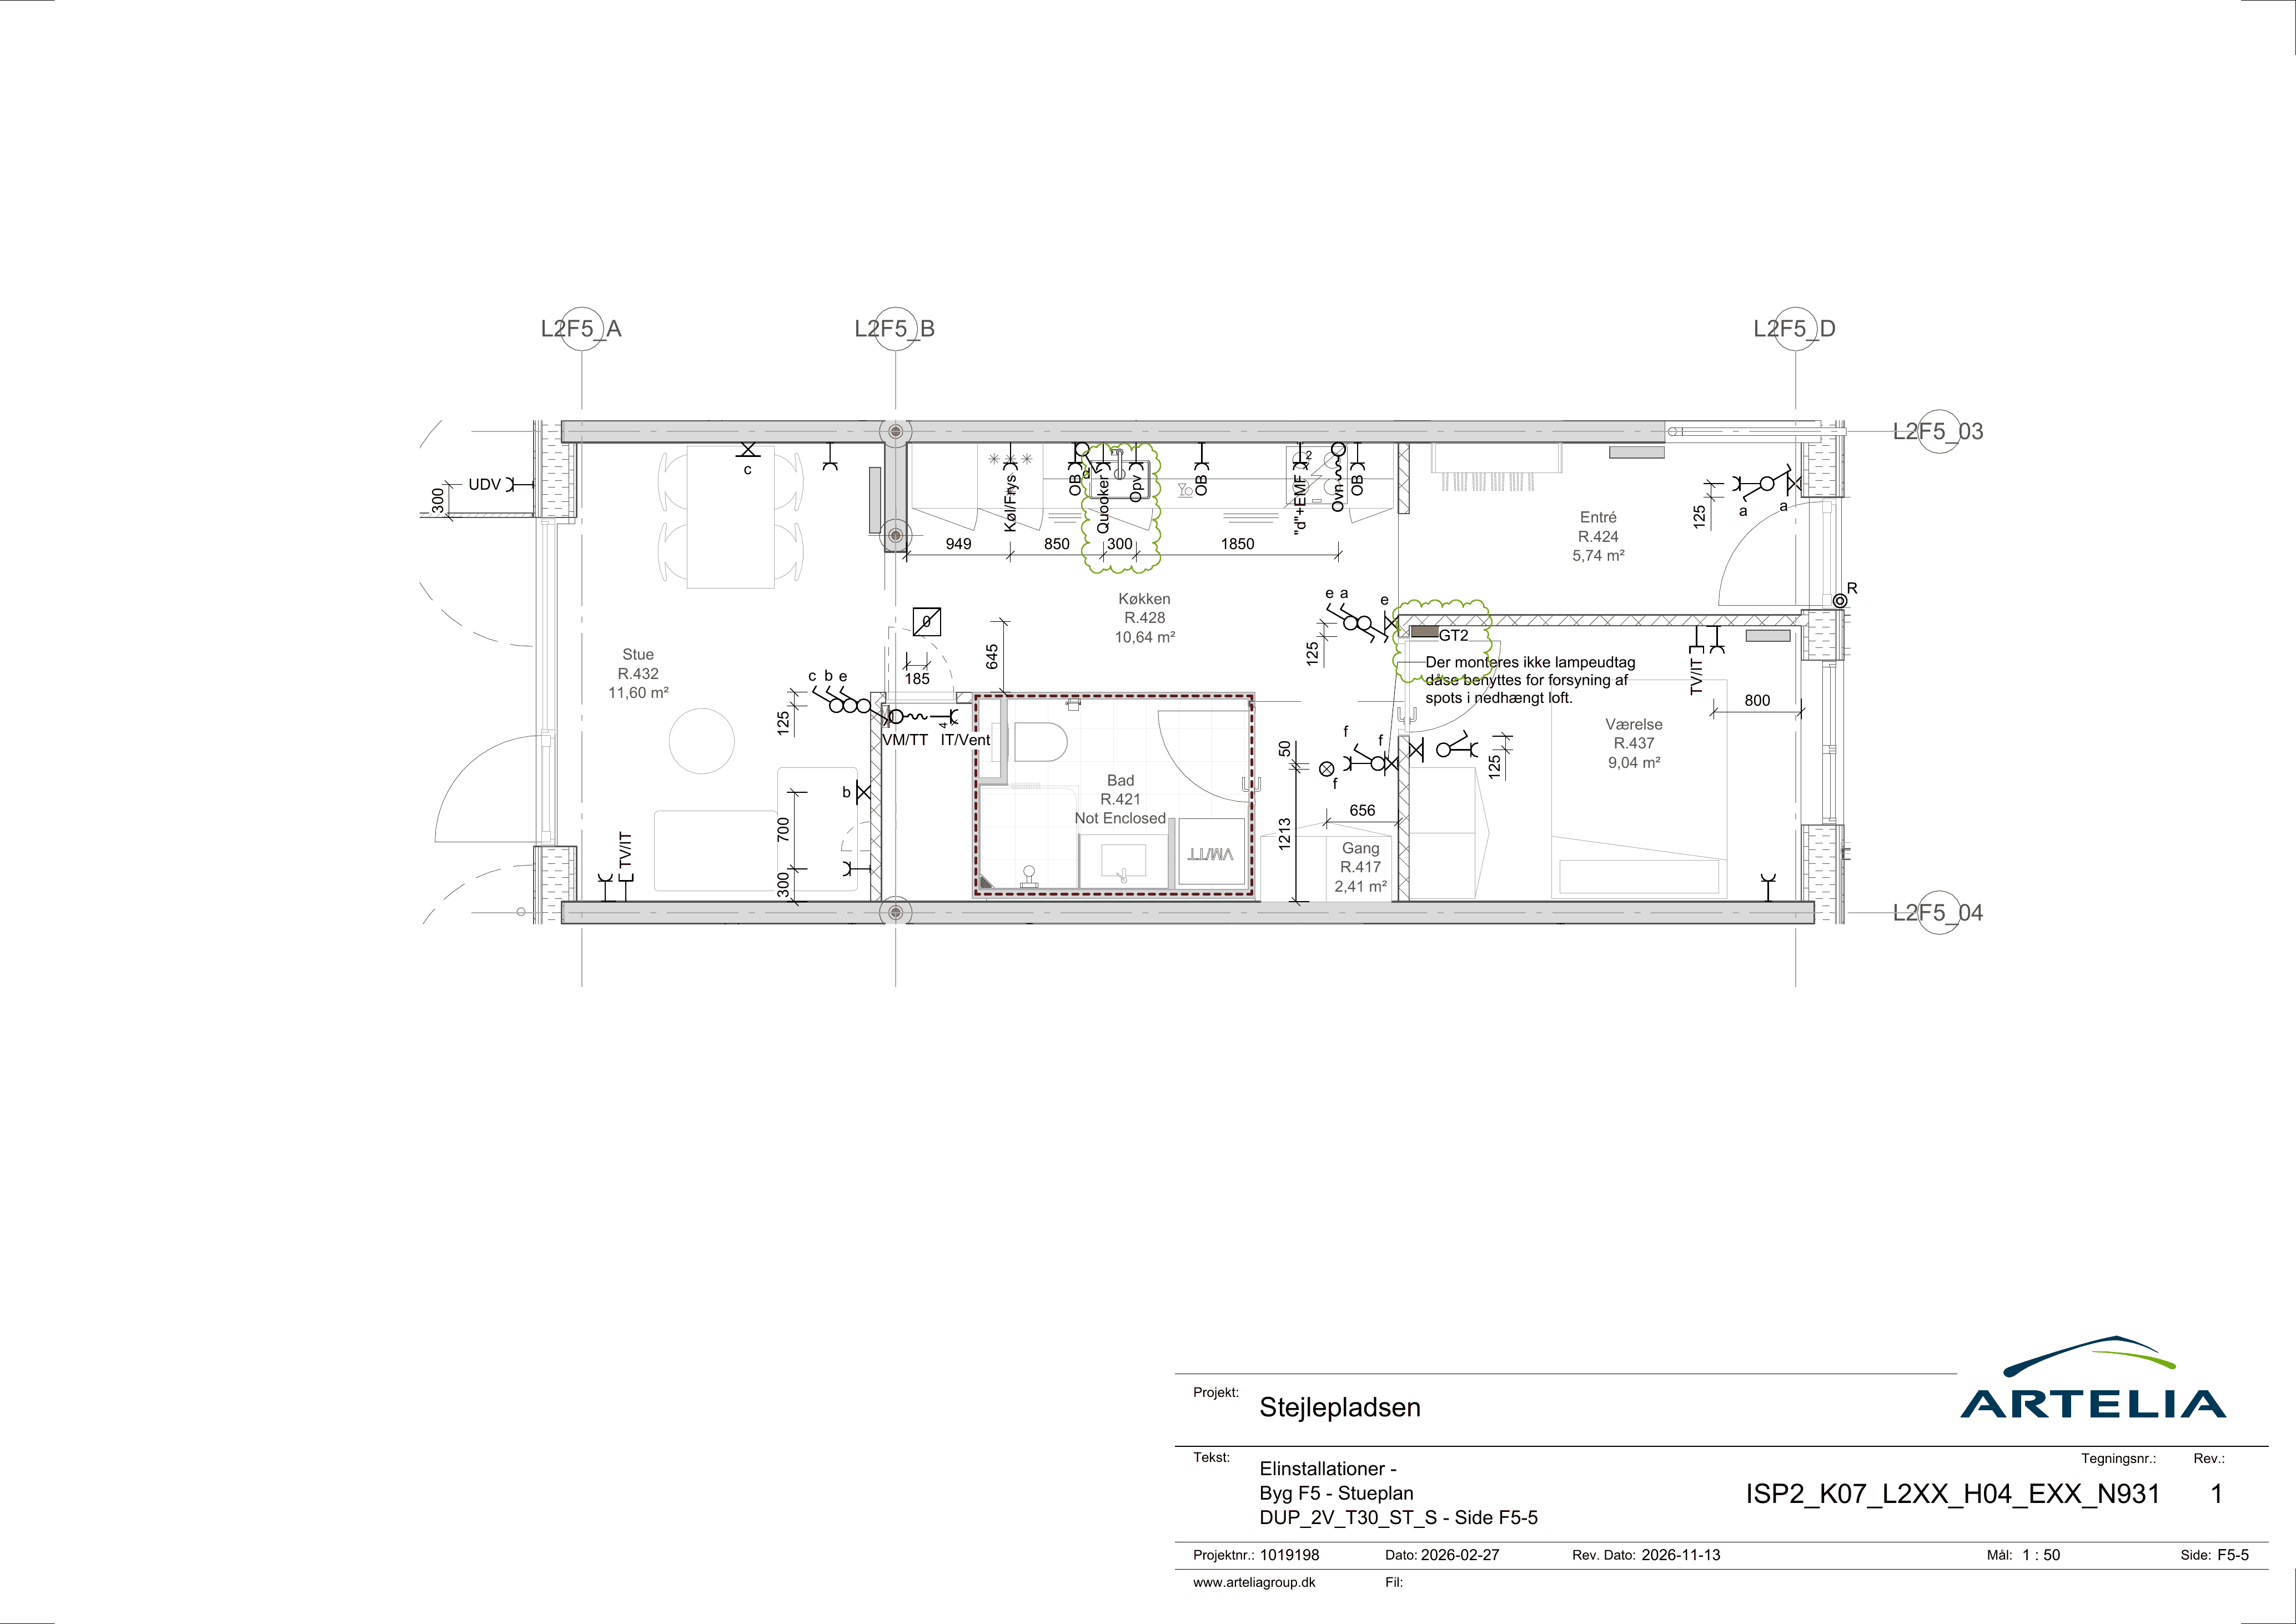 L2F5_A
L2F5_B
L2F5_D
L2F5_03
UDV
300
c
Køl/Frys
OB
Quooker
Opv
OB
2
"d"+EMF
Ovn
OB
949
850
300
1850
Entré
R.424
5,74 m²
125
a
a
R
Køkken
R.428
10,64 m²
0
185
645
e a
e
125
GT2
Der monteres ikke lampeudtag
dåse benyttes for forsyning af
spots i nedhængt loft.
TV/IT
800
Stue
R.432
11,60 m²
c b e
125
VM/TT
4
IT/Vent
b
700
300
TV/IT
Bad
R.421
Not Enclosed
VM/TT
f
f
f
50
1213
656
125
Værelse
R.437
9,04 m²
Gang
R.417
2,41 m²
L2F5_04
ARTELIA
Projekt:
Stejlepladsen
Tekst:
Elinstallationer -
Byg F5 - Stueplan
DUP_2V_T30_ST_S - Side F5-5
Tegningsnr.:
Rev.:
ISP2_K07_L2XX_H04_EXX_N931
1
Projektnr.: 1019198
Dato: 2026-02-27
Rev. Dato: 2026-11-13
Mål: 1 : 50
Side: F5-5
www.arteliagroup.dk
Fil: